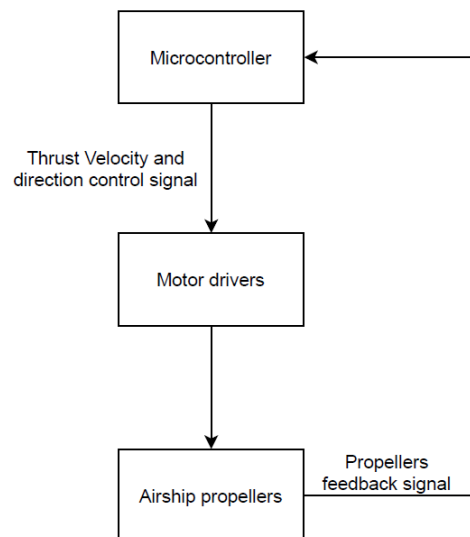 Microcontroller
Thrust Velocity and
direction control signal
Motor drivers
Propellers
feedback signal
Airship propellers